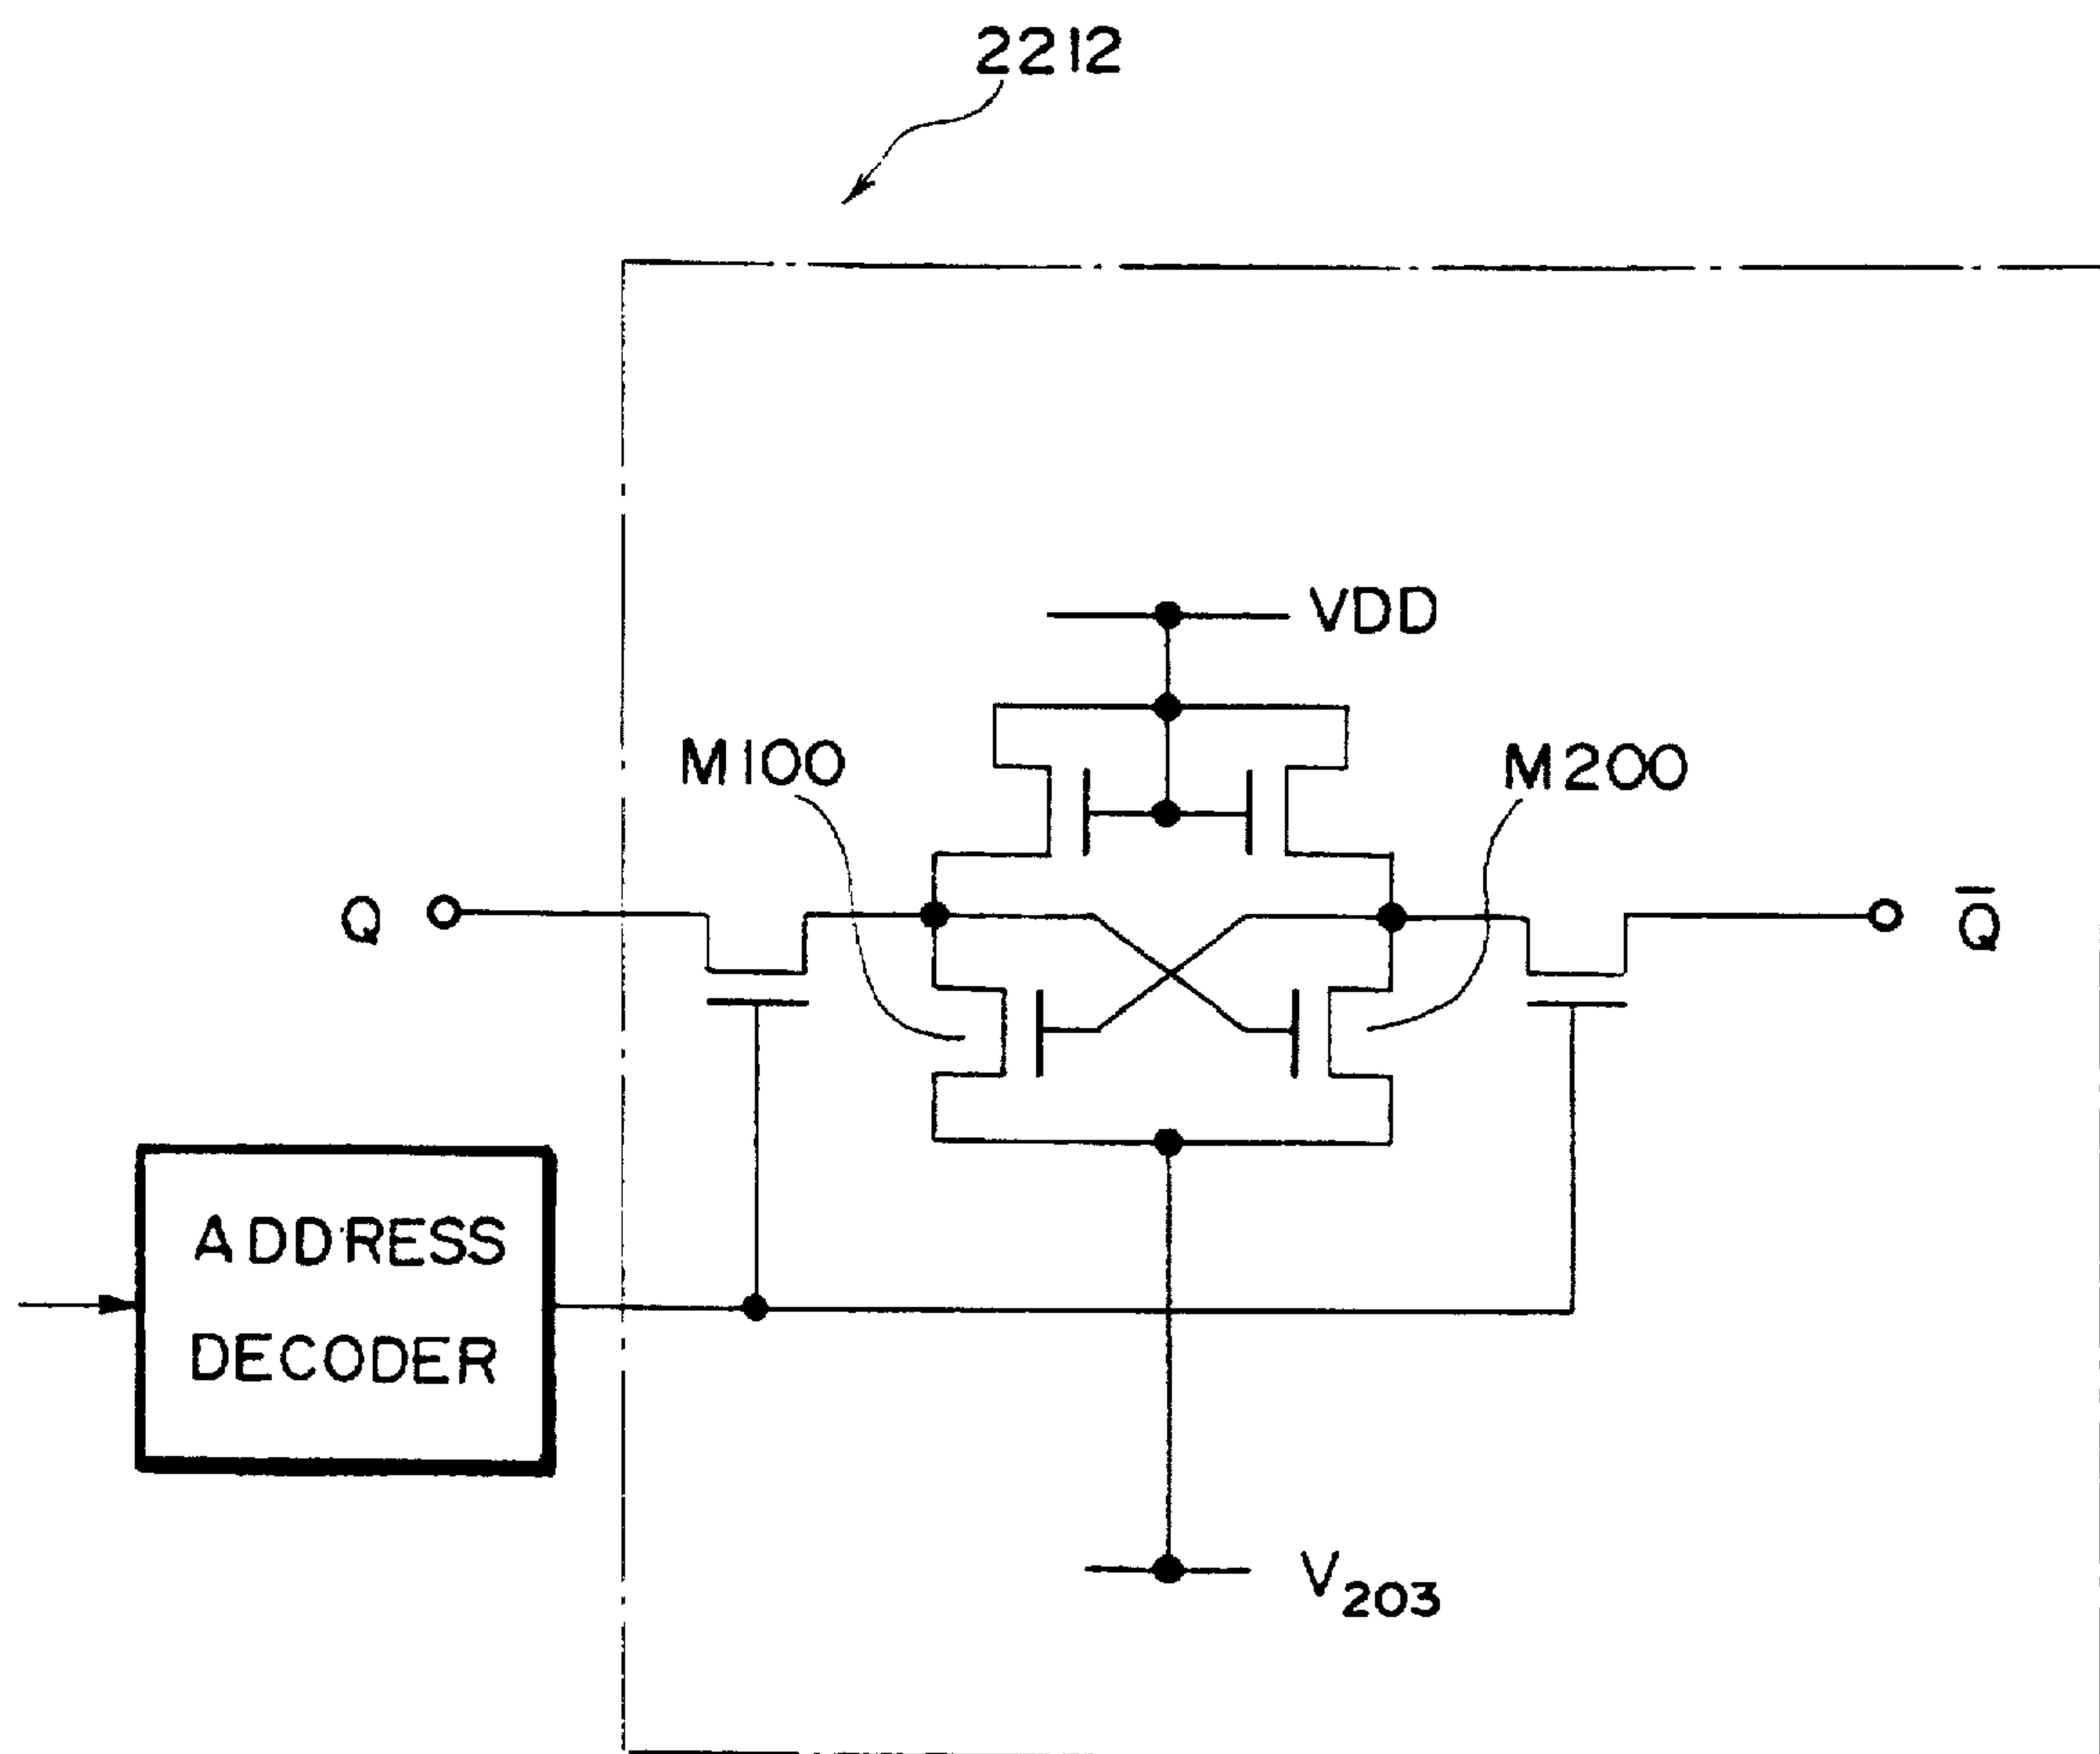 2212
VDD
M100
M200
Q
Q̅
ADDRESS
DECODER
V203